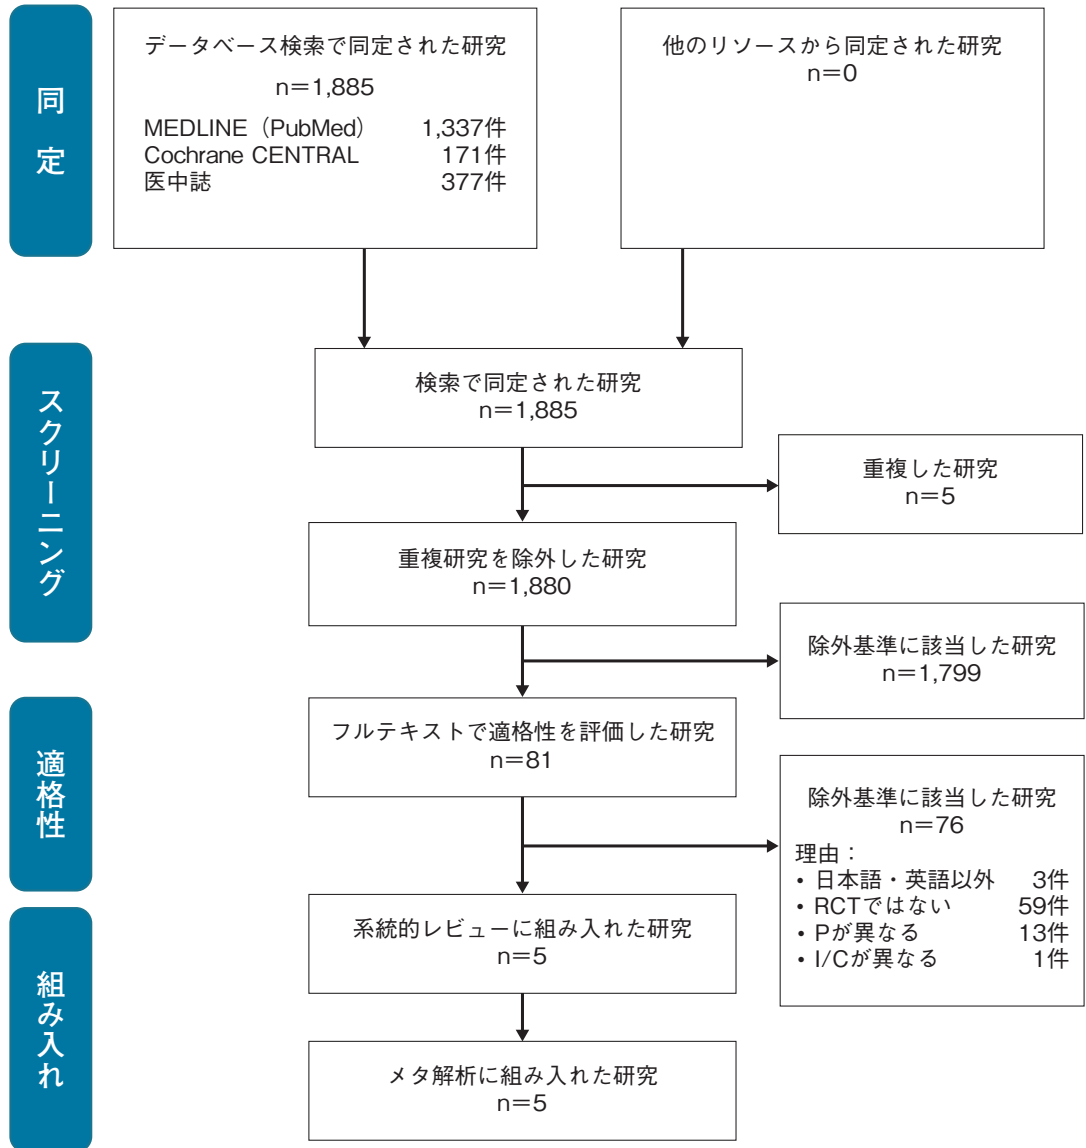 同定
データベース検索で同定された研究
n=1,885
MEDLINE（PubMed） 1,337件
Cochrane CENTRAL 171件
医中誌 377件
他のリソースから同定された研究
n=0
スクリーニング
検索で同定された研究
n=1,885
重複した研究
n=5
重複研究を除外した研究
n=1,880
除外基準に該当した研究
n=1,799
適格性
フルテキストで適格性を評価した研究
n=81
除外基準に該当した研究
n=76
理由：
• 日本語・英語以外 3件
• RCTではない 59件
• Pが異なる 13件
• I/Cが異なる 1件
組み入れ
系統的レビューに組み入れた研究
n=5
メタ解析に組み入れた研究
n=5